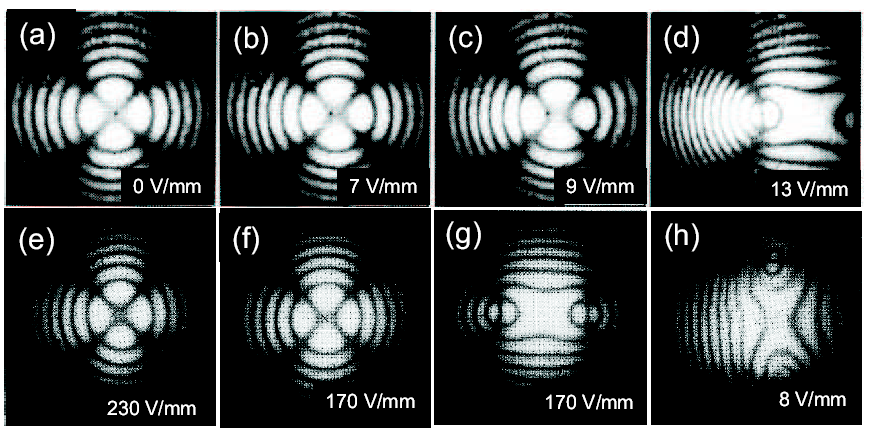 (a)
0 V/mm
(b)
7 V/mm
(c)
9 V/mm
(d)
13 V/mm
(e)
230 V/mm
(f)
170 V/mm
(g)
170 V/mm
(h)
8 V/mm